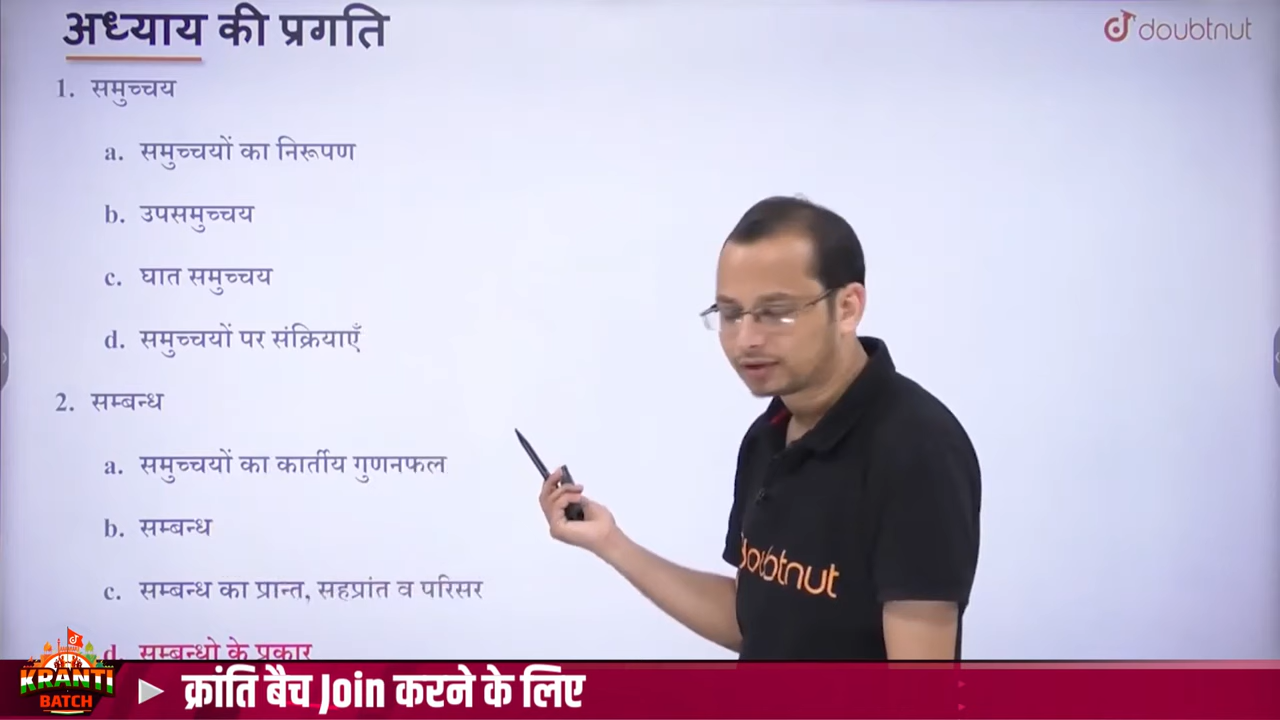 अध्याय की प्रगति
doubtnut
1. समुच्चय
a. समुच्चयों का निरूपण
b. उपसमुच्चय
c. घात समुच्चय
d. समुच्चयों पर संक्रियाएँ
2. सम्बन्ध
a. समुच्चयों का कार्तीय गुणनफल
b. सम्बन्ध
c. सम्बन्ध का प्रान्त, सहप्रांत व परिसर
d. सम्बन्धो के प्रकार
doubtnut
KRANTI
BATCH
क्रांति बैच Join करने के लिए